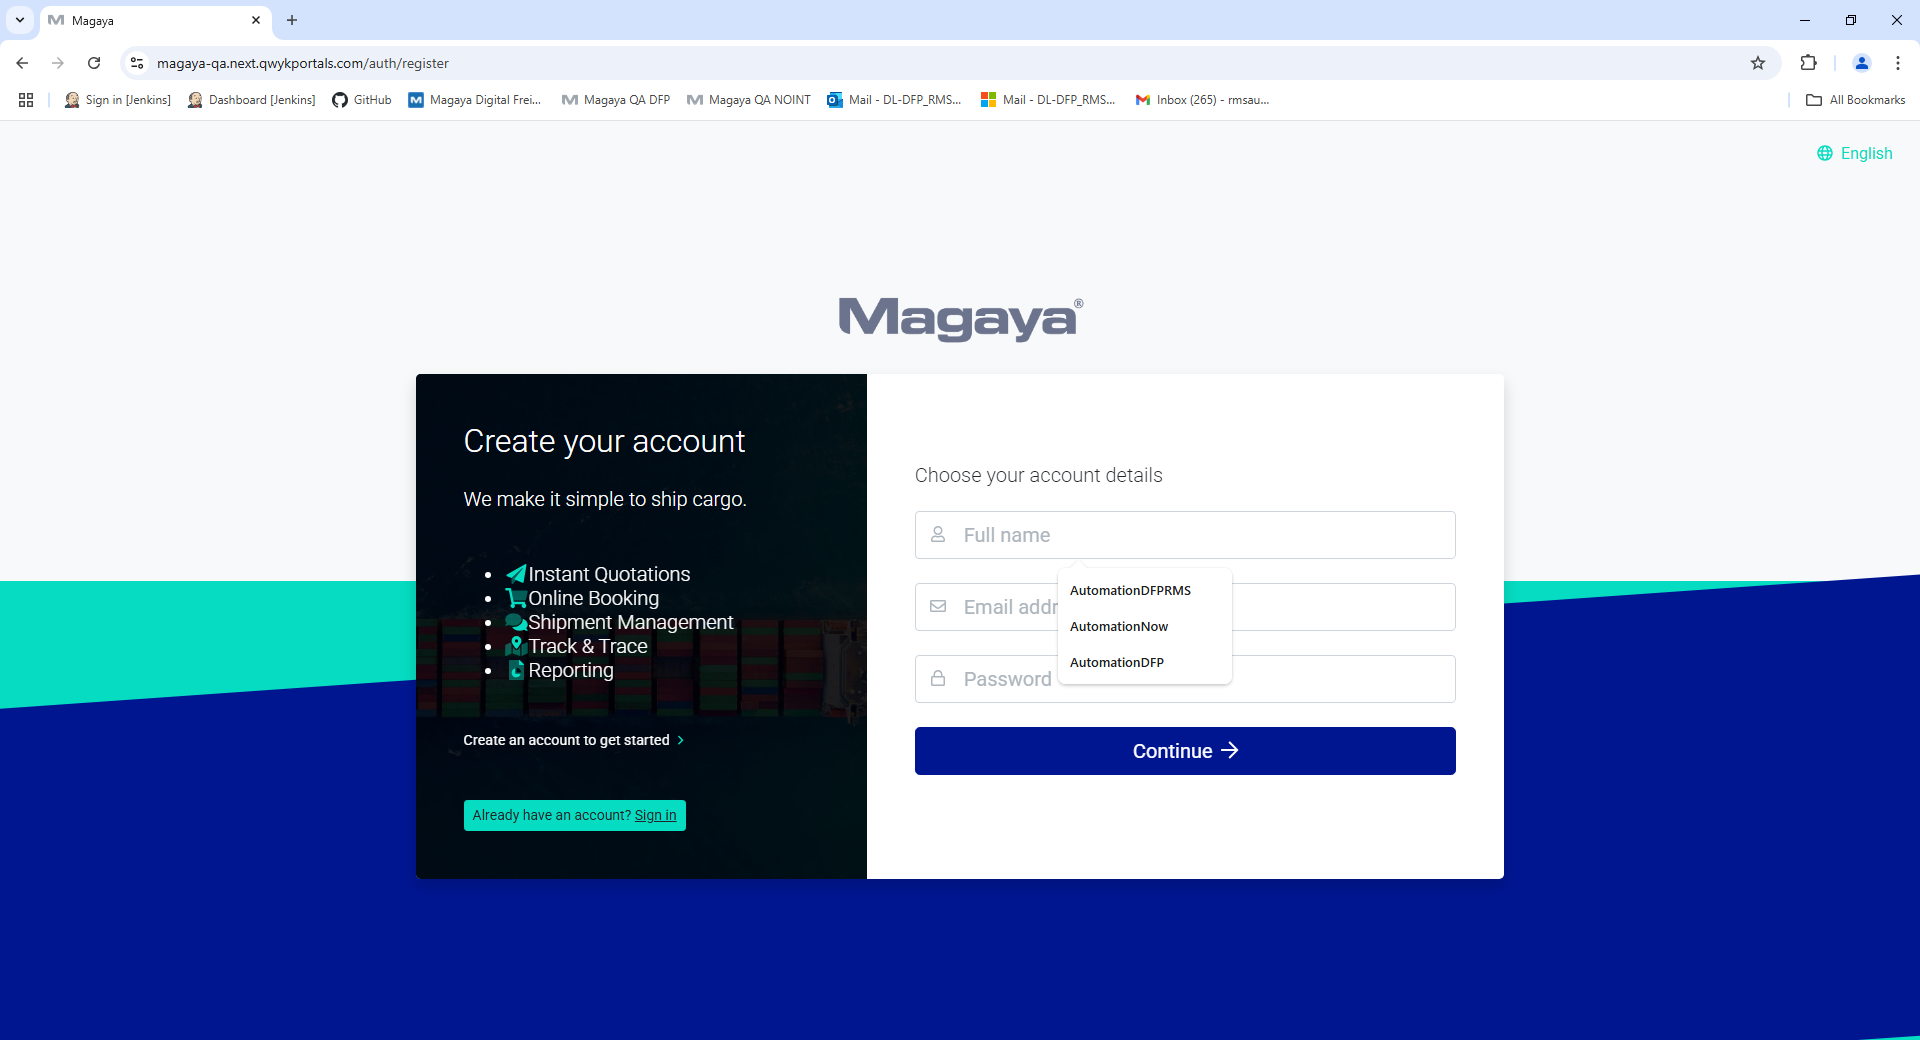 Magaya
magaya-qa.next.qwykportals.com/auth/register
Sign in [Jenkins]
Dashboard [Jenkins]
GitHub
Magaya Digital Frei...
Magaya QA DFP
Magaya QA NOINT
Mail - DL-DFP_RMS...
Mail - DL-DFP_RMS...
Inbox (265) - rmsau...
All Bookmarks
English
Magaya®
Create your account
We make it simple to ship cargo.
Instant Quotations
Online Booking
Shipment Management
Track & Trace
Reporting
Create an account to get started
Already have an account? Sign in
Choose your account details
Full name
Email addr
AutomationDFPRMS
AutomationNow
AutomationDFP
Password
Continue